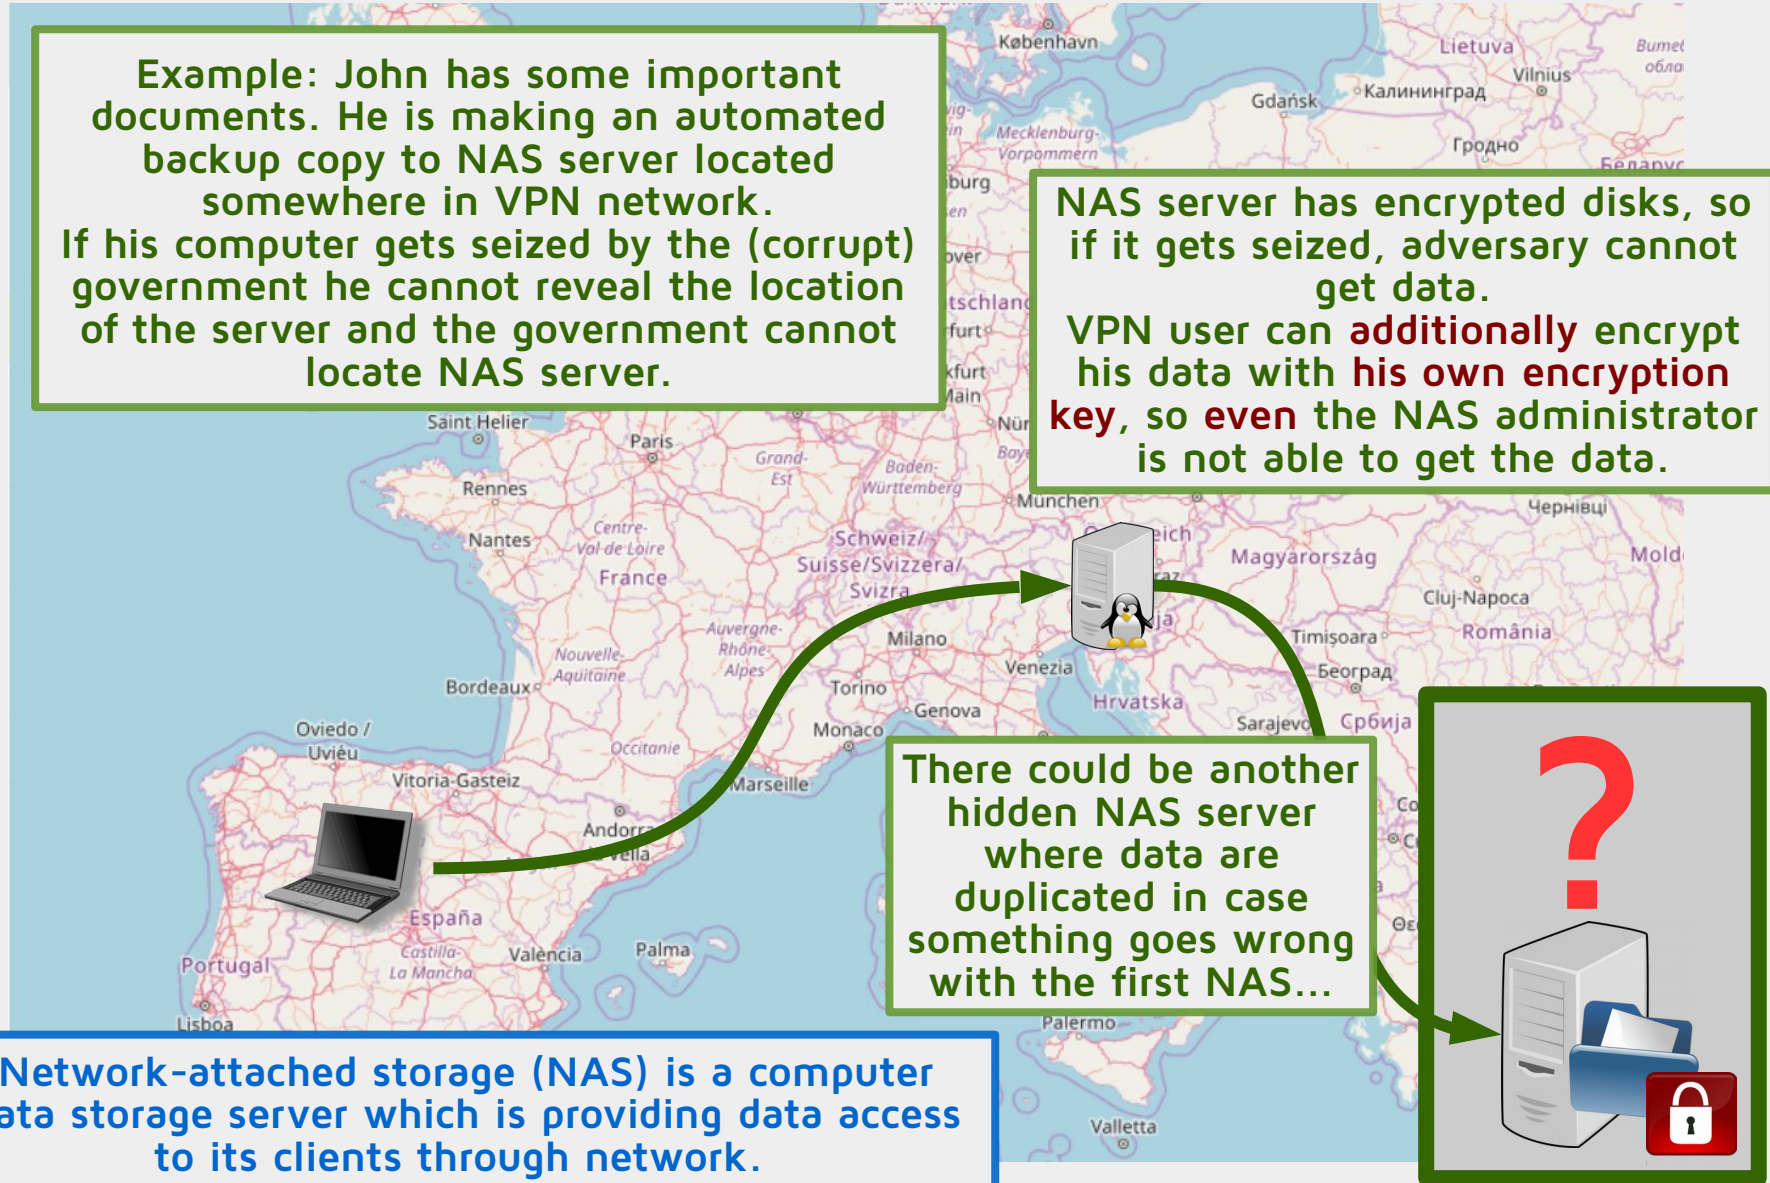 Example: John has some important
documents. He is making an automated
backup copy to NAS server located
somewhere in VPN network.
If his computer gets seized by the (corrupt)
government he cannot reveal the location
of the server and the government cannot
locate NAS server.
København
Lietuva
Vilnius
Gdańsk
Калининград
Гродно
Беларус
Mecklenburg-
Vorpommern
NAS server has encrypted disks, so
if it gets seized, adversary cannot
get data.
VPN user can additionally encrypt
his data with his own encryption
key, so even the NAS administrator
is not able to get the data.
Saint Helier
Paris
Grand-
Est
Baden-
Württemberg
München
Чернівці
Rennes
Nantes
Centre-
Val de Loire
France
Schweiz/
Suisse/Svizzera/
Svizra
Magyarország
Mold
Cluj-Napoca
România
Timișoara
Auvergne-
Rhône-
Alpes
Milano
Venezia
Београд
Nouvelle-
Aquitaine
Bordeaux
Torino
Genova
Hrvatska
Sarajevo
Србија
Monaco
Oviedo /
Uviéu
Occitanie
Vitoria-Gasteiz
Marseille
Andorra
la Vella
There could be another
hidden NAS server
where data are
duplicated in case
something goes wrong
with the first NAS...
?
España
Castilla-
La Mancha
València
Palma
Portugal
Lisboa
Palermo
Valletta
Network-attached storage (NAS) is a computer
ata storage server which is providing data access
to its clients through network.